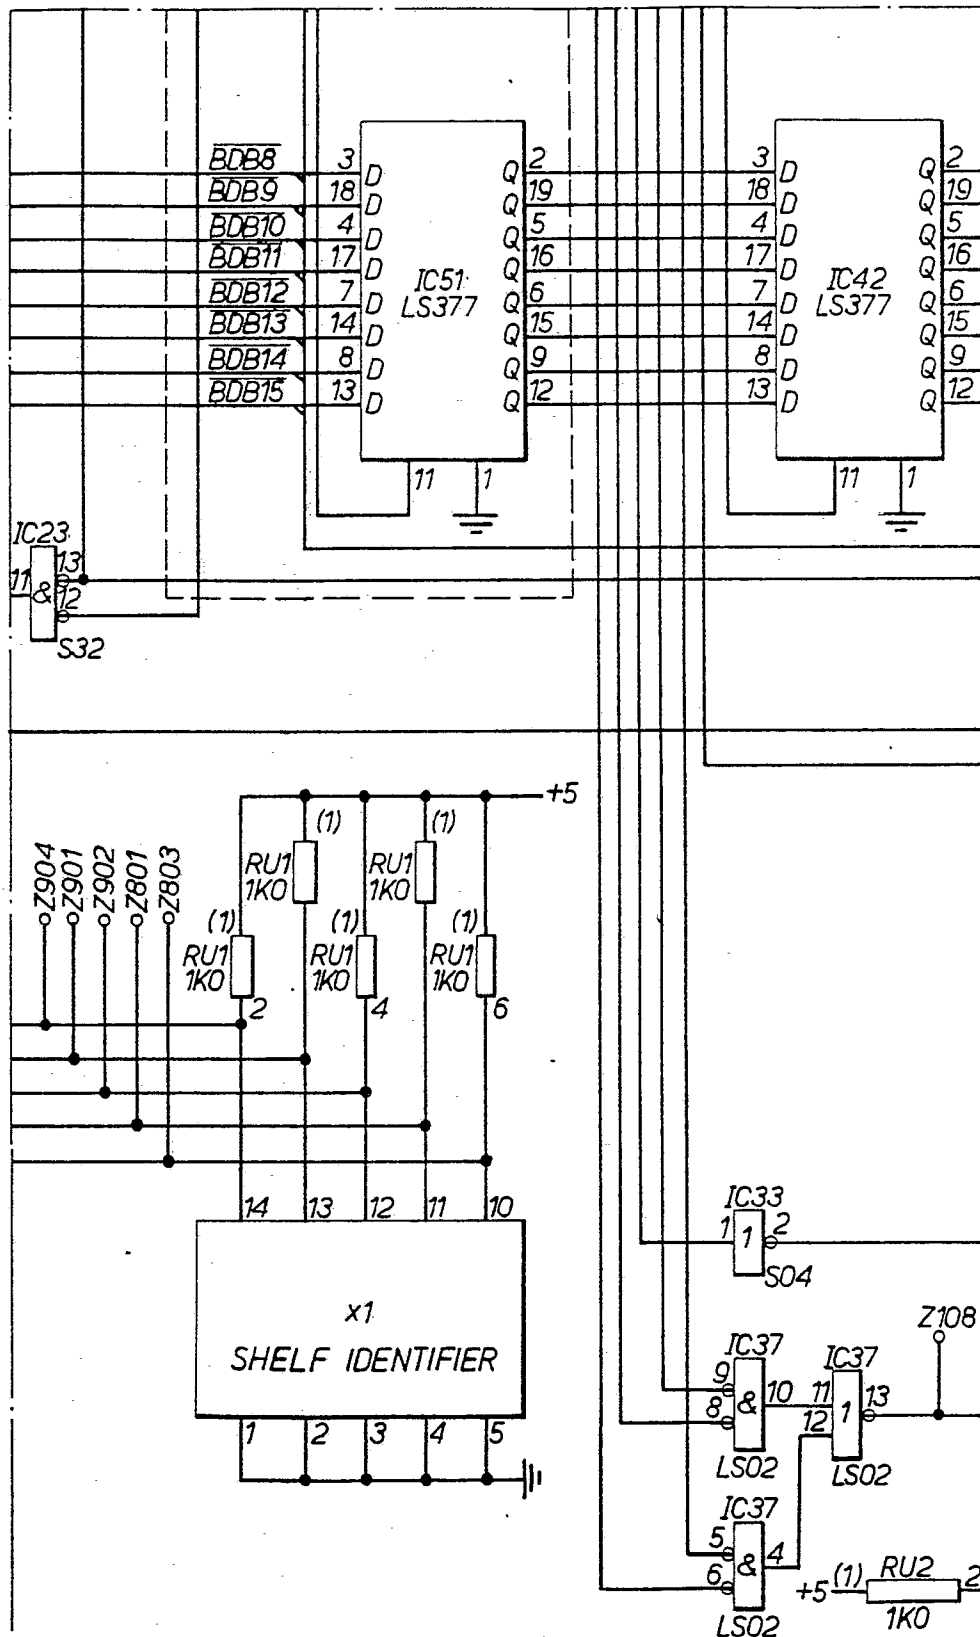 BDB8 3 D Q 2 3 D Q 2
BDB9 18 D Q 19 18 D Q 19
BDB10 4 D Q 5 4 D Q 5
BDB11 17 D Q 16 17 D Q 16
IC51 IC42
LS377 LS377
BDB12 7 D Q 6 7 D Q 6
BDB13 14 D Q 15 14 D Q 15
BDB14 8 D Q 9 8 D Q 9
BDB15 13 D Q 12 13 D Q 12
11 1 11 1
IC23
13
11 &
12
S32
+5
(1) (1)
Z904 Z901 Z902 Z801 Z803
RU1 RU1
1K0 1K0
(1) (1)
RU1 RU1 RU1
1K0 1K0 1K0
2 4 6
14 13 12 11 10
IC33
1 1 2
S04
x1
SHELF IDENTIFIER
Z108
IC37 IC37
9 & 10 11 1 13
8 12
LS02 LS02
1 2 3 4 5
IC37
5 & 4
6
LS02
+5 (1) RU2 2
1K0